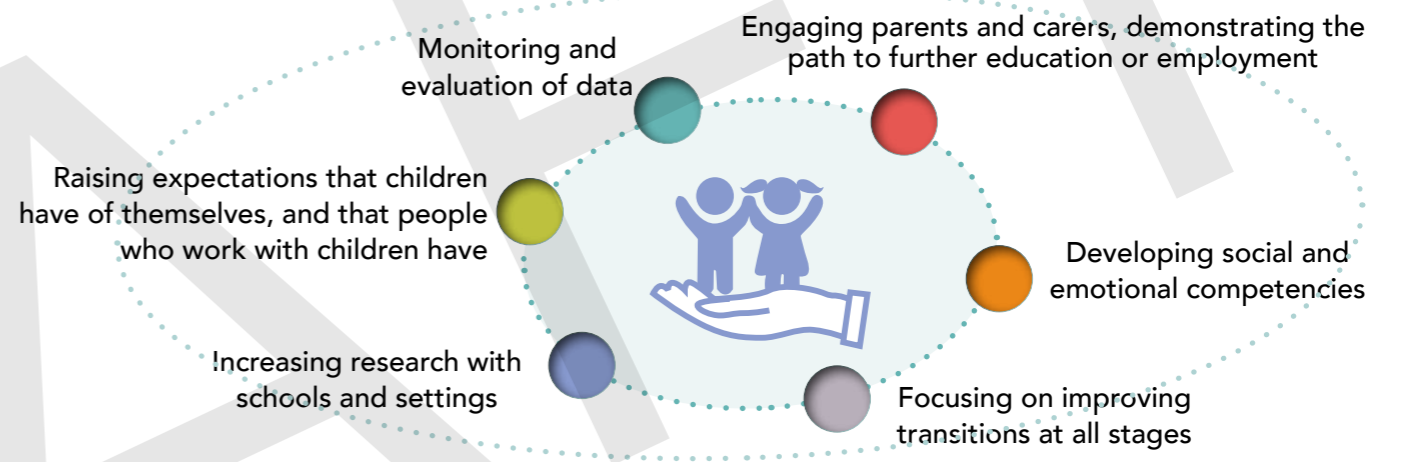 Monitoring and
evaluation of data
Engaging parents and carers, demonstrating the
path to further education or employment
Raising expectations that children
have of themselves, and that people
who work with children have
Developing social and
emotional competencies
Increasing research with
schools and settings
Focusing on improving
transitions at all stages